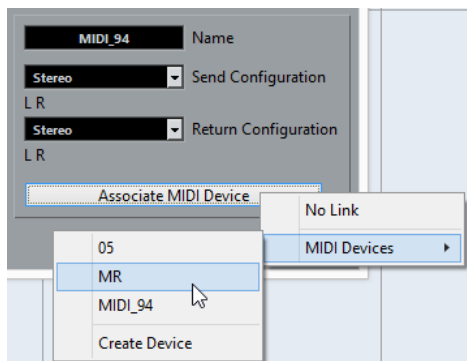 MIDI_94 Name
Stereo Send Configuration
L R
Stereo Return Configuration
L R
Associate MIDI Device
No Link
MIDI Devices
05
MR
MIDI_94
Create Device